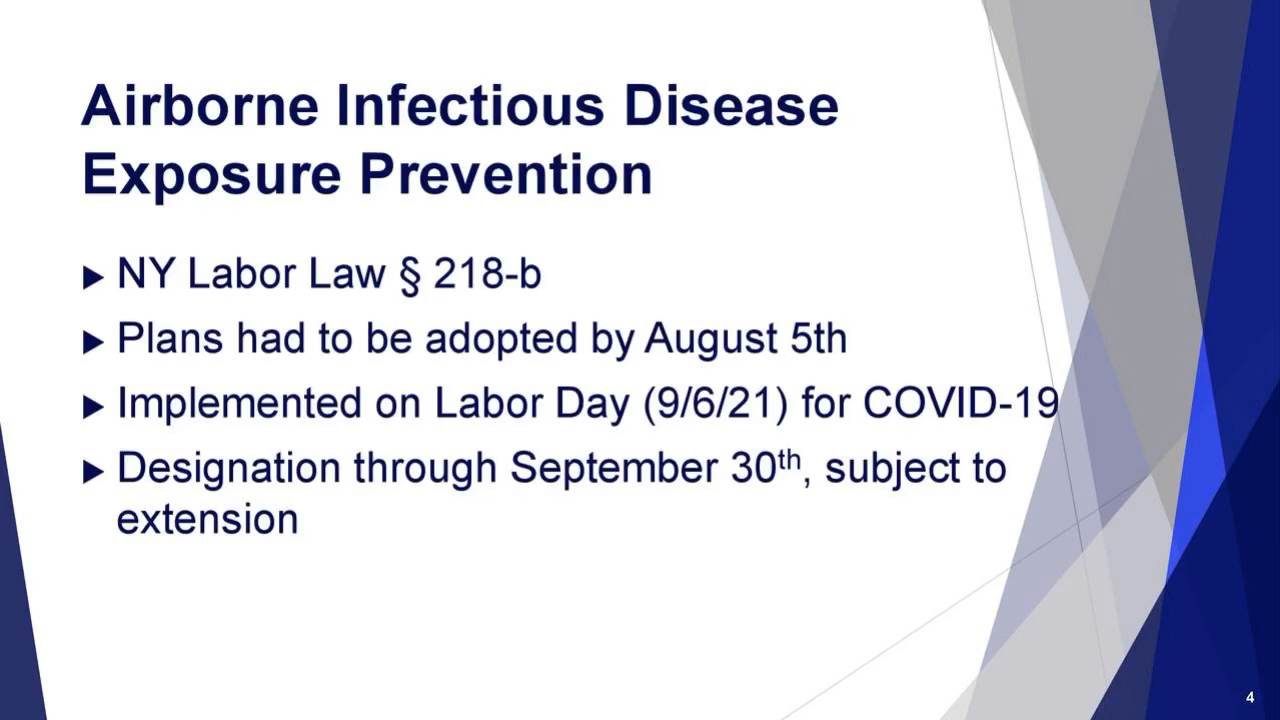 Airborne Infectious Disease
Exposure Prevention
NY Labor Law § 218-b
Plans had to be adopted by August 5th
Implemented on Labor Day (9/6/21) for COVID-19
Designation through September 30th, subject to
extension
4